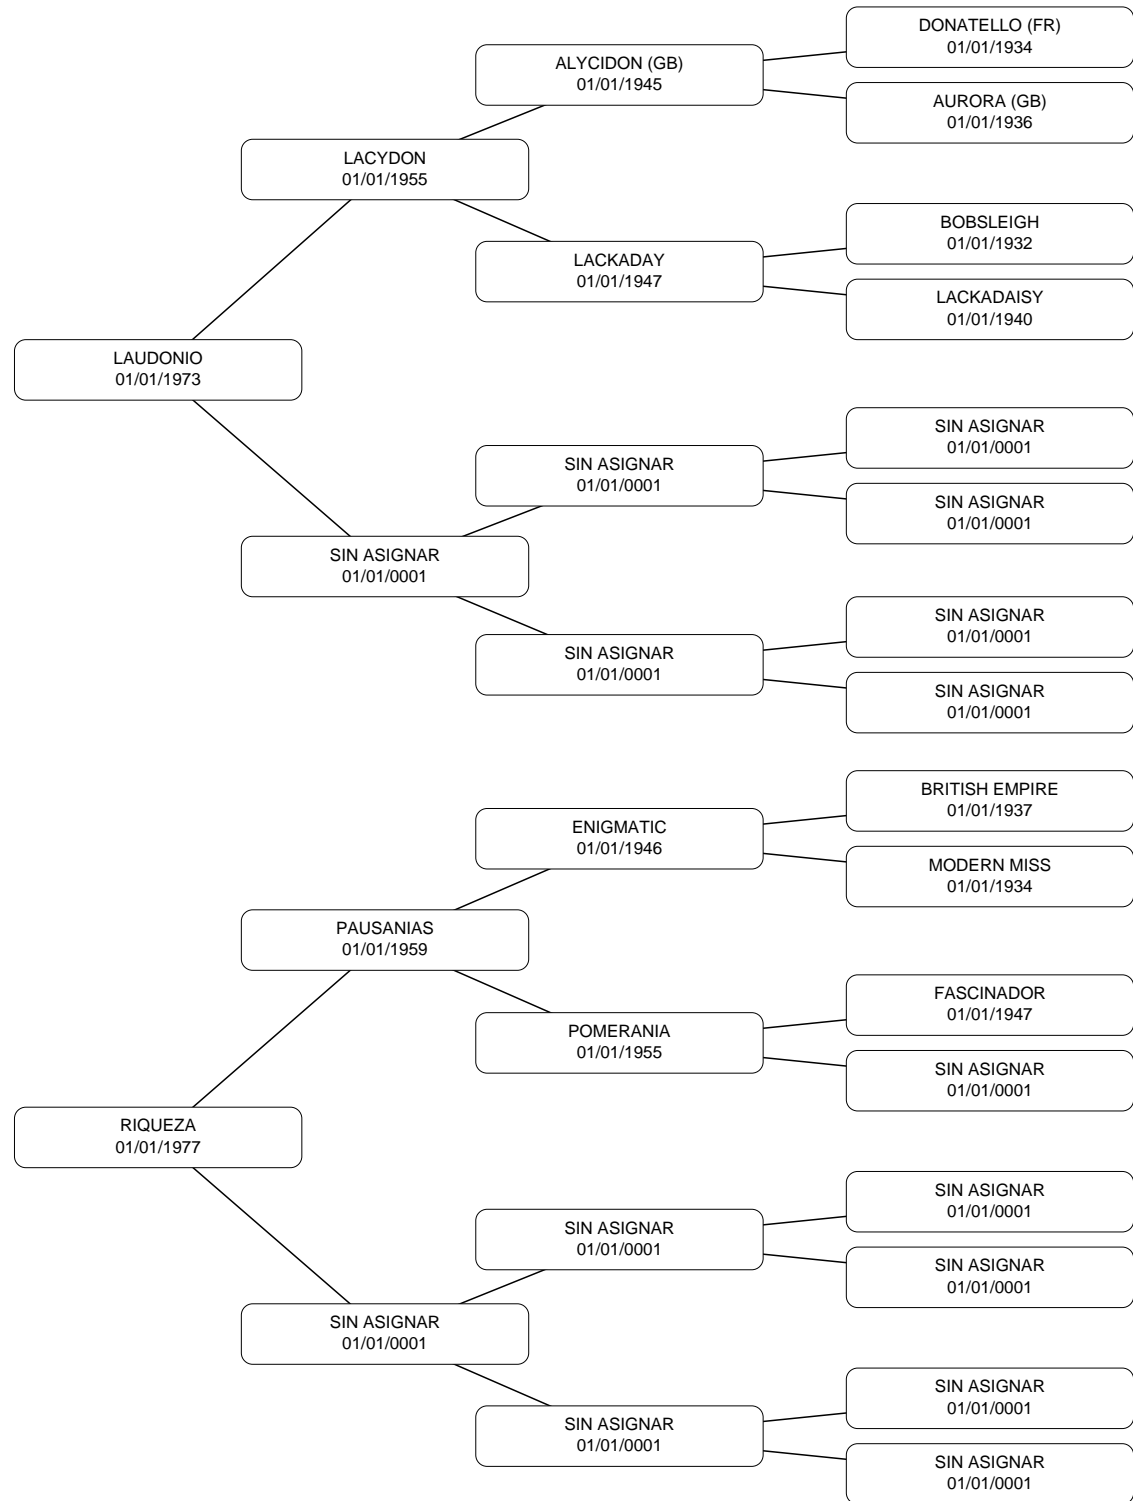 DONATELLO (FR)
01/01/1934
ALYCIDON (GB)
01/01/1945
AURORA (GB)
01/01/1936
LACYDON
01/01/1955
BOBSLEIGH
01/01/1932
LACKADAY
01/01/1947
LACKADAISY
01/01/1940
LAUDONIO
01/01/1973
SIN ASIGNAR
01/01/0001
SIN ASIGNAR
01/01/0001
SIN ASIGNAR
01/01/0001
SIN ASIGNAR
01/01/0001
SIN ASIGNAR
01/01/0001
SIN ASIGNAR
01/01/0001
SIN ASIGNAR
01/01/0001
BRITISH EMPIRE
01/01/1937
ENIGMATIC
01/01/1946
MODERN MISS
01/01/1934
PAUSANIAS
01/01/1959
FASCINADOR
01/01/1947
POMERANIA
01/01/1955
SIN ASIGNAR
01/01/0001
RIQUEZA
01/01/1977
SIN ASIGNAR
01/01/0001
SIN ASIGNAR
01/01/0001
SIN ASIGNAR
01/01/0001
SIN ASIGNAR
01/01/0001
SIN ASIGNAR
01/01/0001
SIN ASIGNAR
01/01/0001
SIN ASIGNAR
01/01/0001